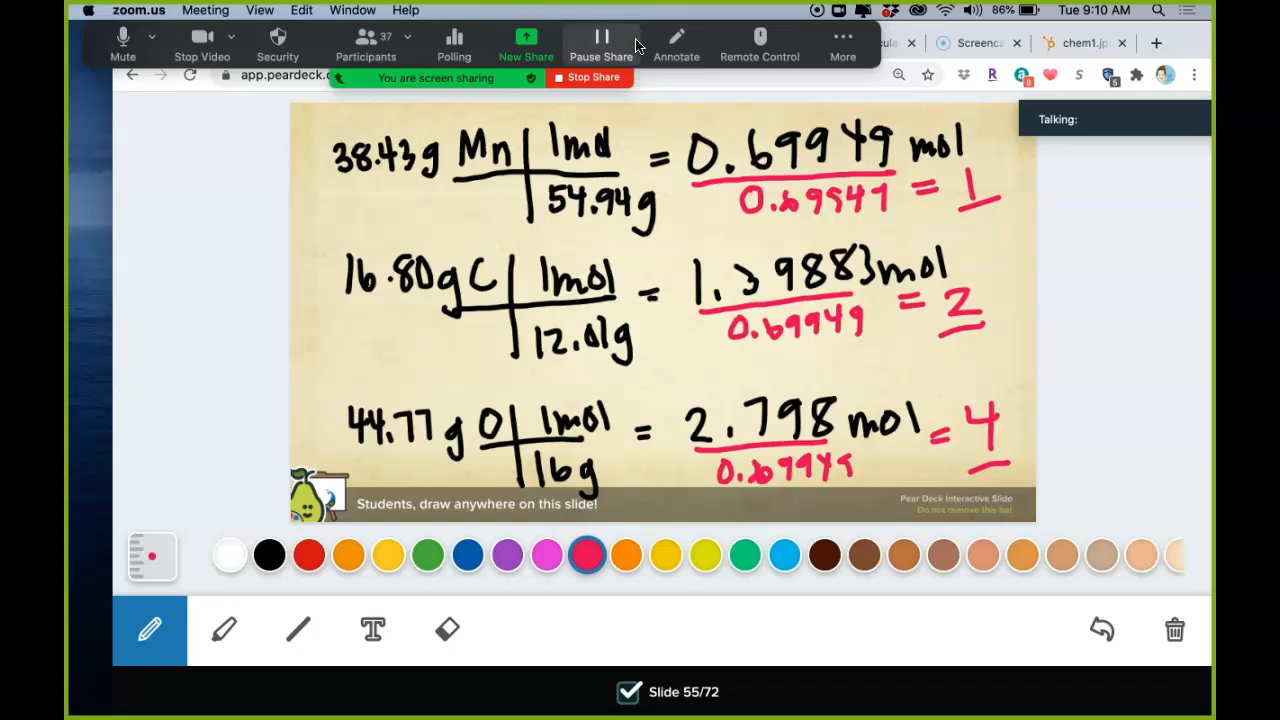 zoom.us Meeting View Edit Window Help 86% Tue 9:10 AM
37
Mute Stop Video Security Participants Polling New Share Pause Share Annotate Remote Control More
Screenca chem1.jp
app.peardeck.c
You are screen sharing Stop Share
Talking:
38.43g Mn 1mol = 0.69949 mol
54.94g 0.69949 = 1
16.80g C 1mol = 1.39883mol
12.01g 0.69949 = 2
44.77g O 1mol = 2.798 mol = 4
16g 0.69949
Students, draw anywhere on this slide!
Pear Deck Interactive Slide
Do not remove this bar
T
Slide 55/72